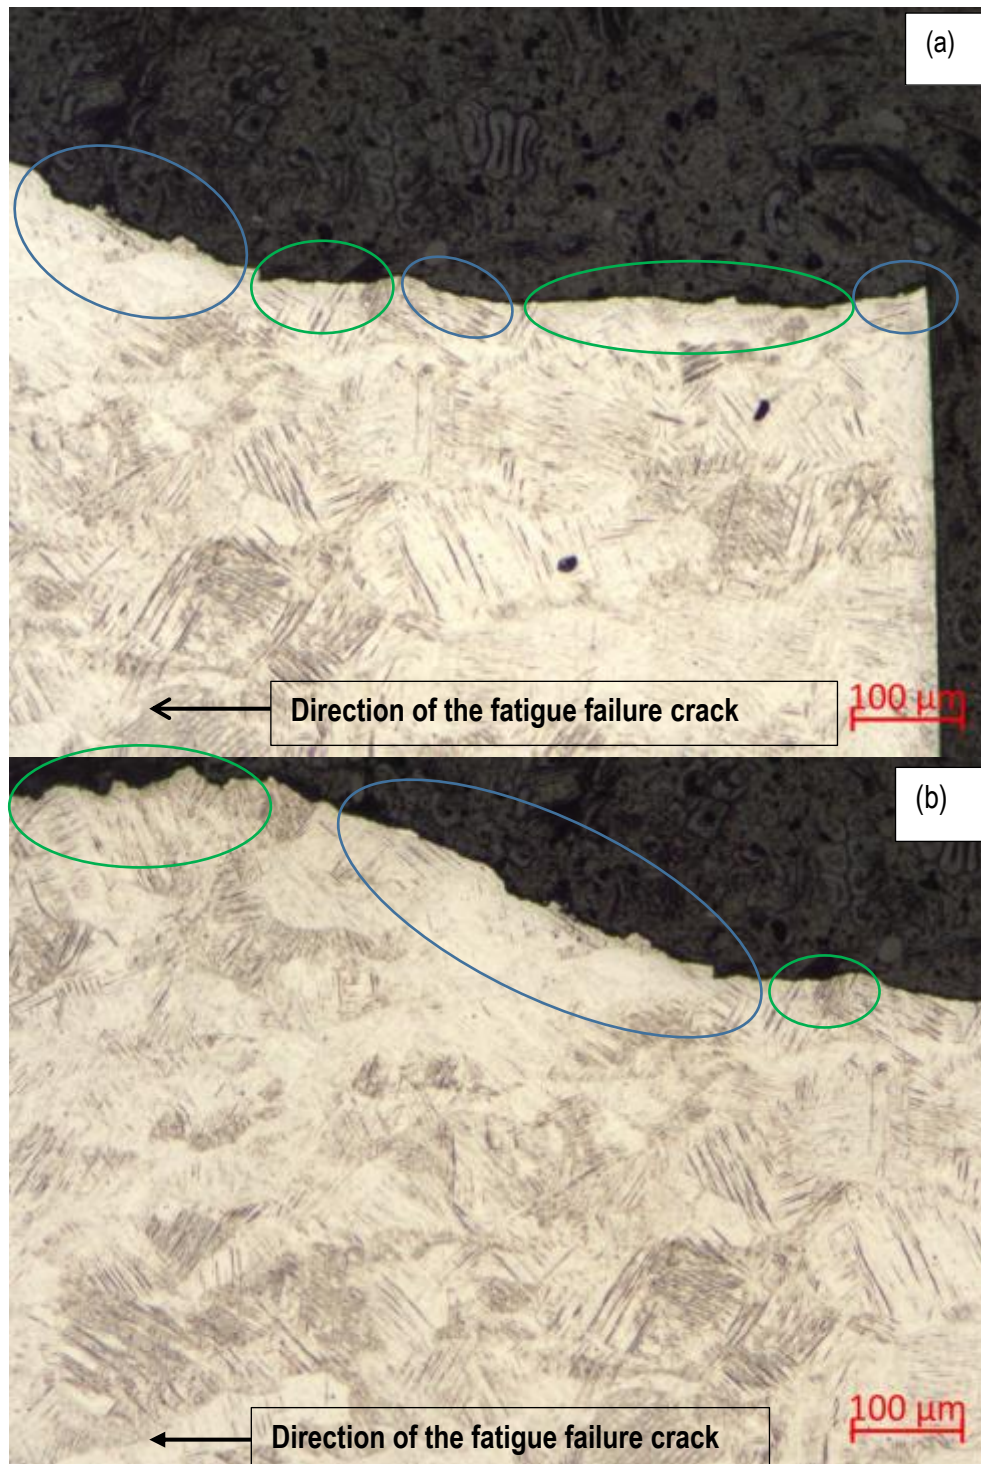 (a)
Direction of the fatigue failure crack
100 µm
(b)
100 µm
Direction of the fatigue failure crack